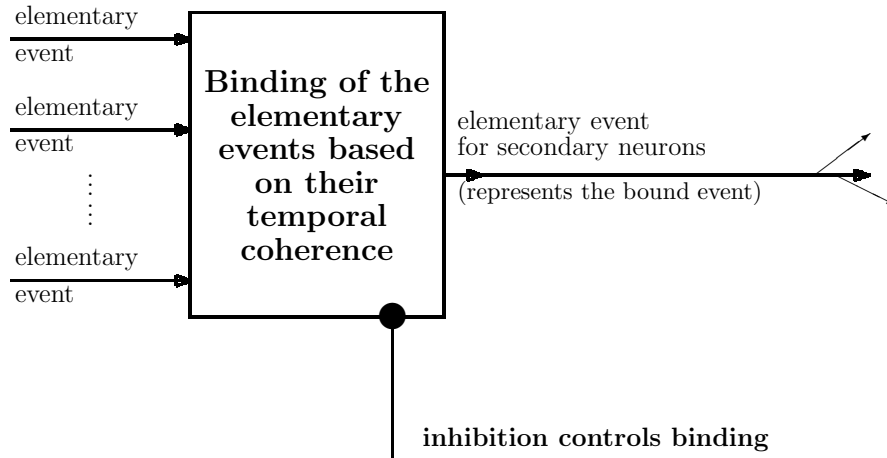 elementary
event
elementary
event
elementary
event
Binding of the
elementary
events based
on their
temporal
coherence
elementary event
for secondary neurons
(represents the bound event)
inhibition controls binding